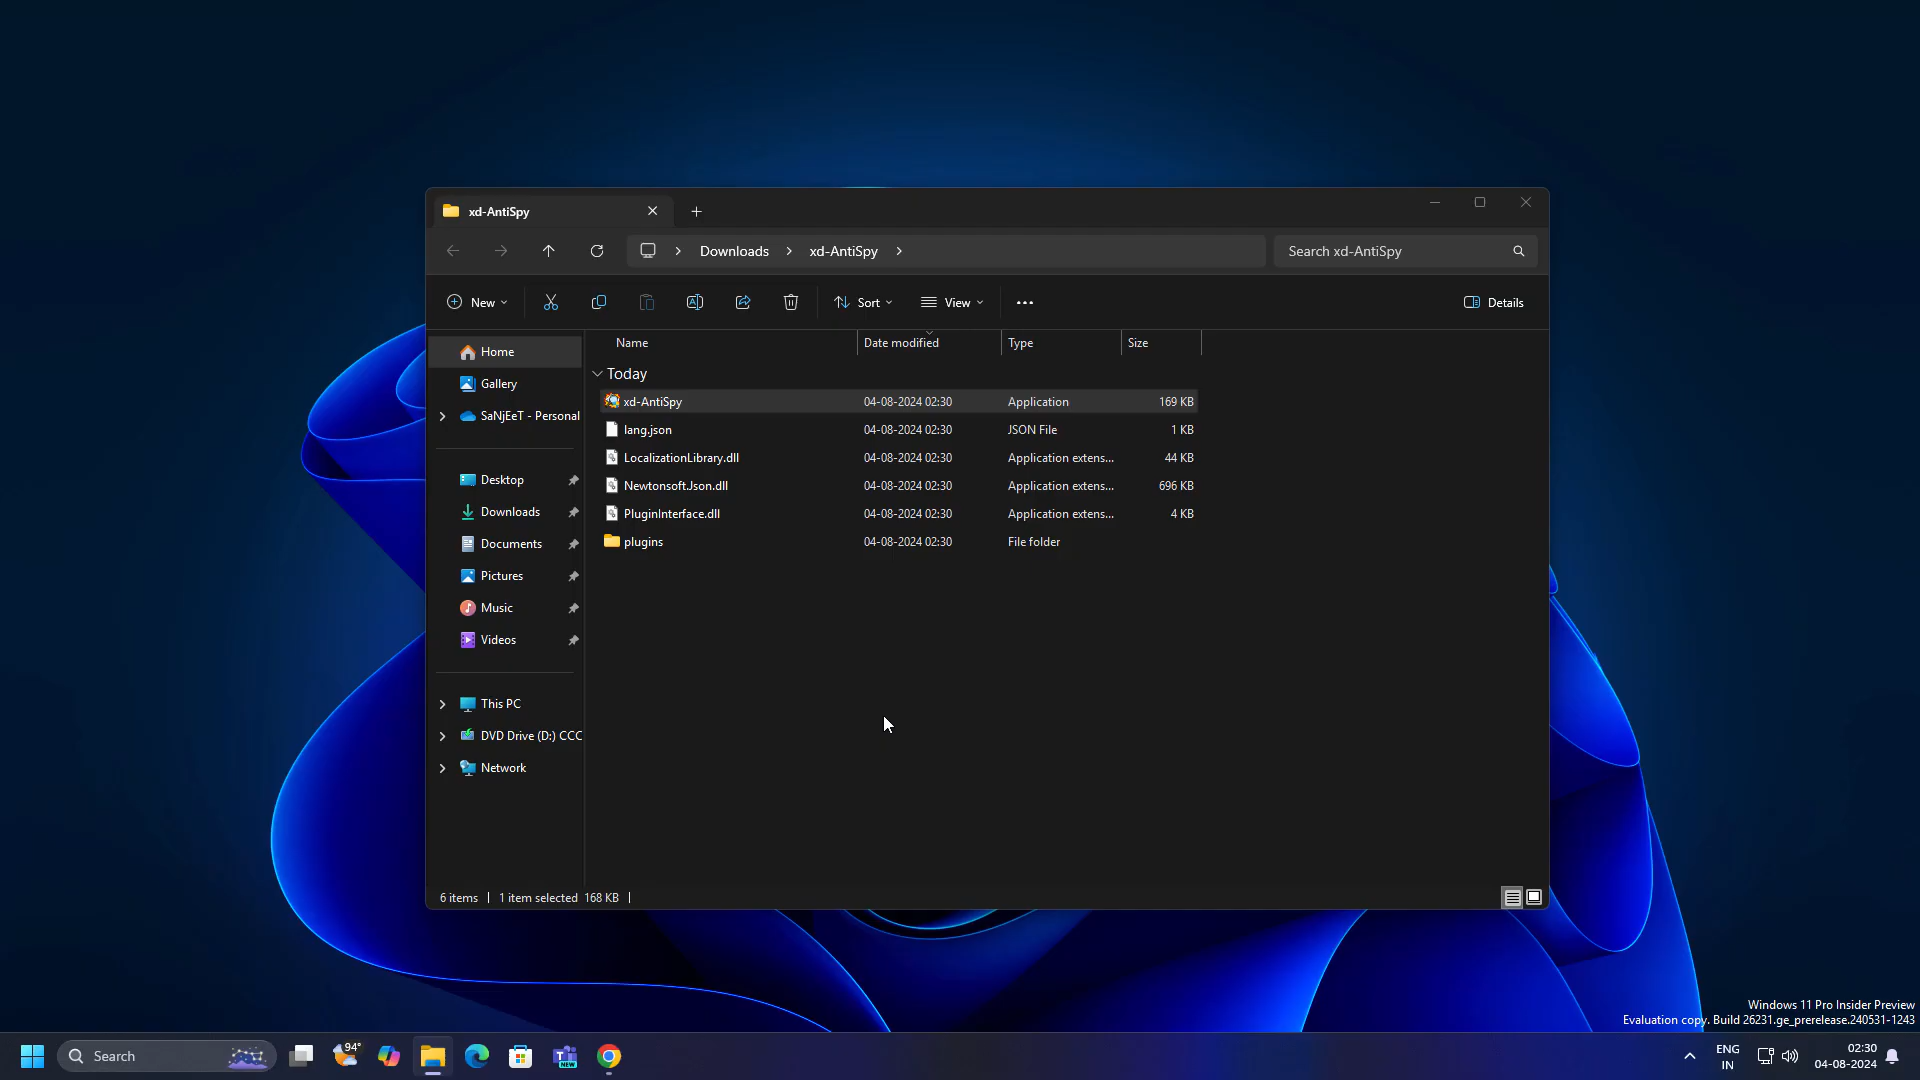 xd-AntiSpy
Downloads
xd-AntiSpy
Search xd-AntiSpy
New
Sort
View
Details
Home
Gallery
SaNjEeT - Personal
Desktop
Downloads
Documents
Pictures
Music
Videos
This PC
DVD Drive (D:) CCC
Network
Name Date modified Type Size
Today
xd-AntiSpy 04-08-2024 02:30 Application 169 KB
lang.json 04-08-2024 02:30 JSON File 1 KB
LocalizationLibrary.dll 04-08-2024 02:30 Application extens... 44 KB
Newtonsoft.Json.dll 04-08-2024 02:30 Application extens... 696 KB
PluginInterface.dll 04-08-2024 02:30 Application extens... 4 KB
plugins 04-08-2024 02:30 File folder
6 items 1 item selected 168 KB
Windows 11 Pro Insider Preview
Evaluation copy. Build 26231.ge_prerelease.240531-1243
Search
94°
NEW
ENG
IN
02:30
04-08-2024